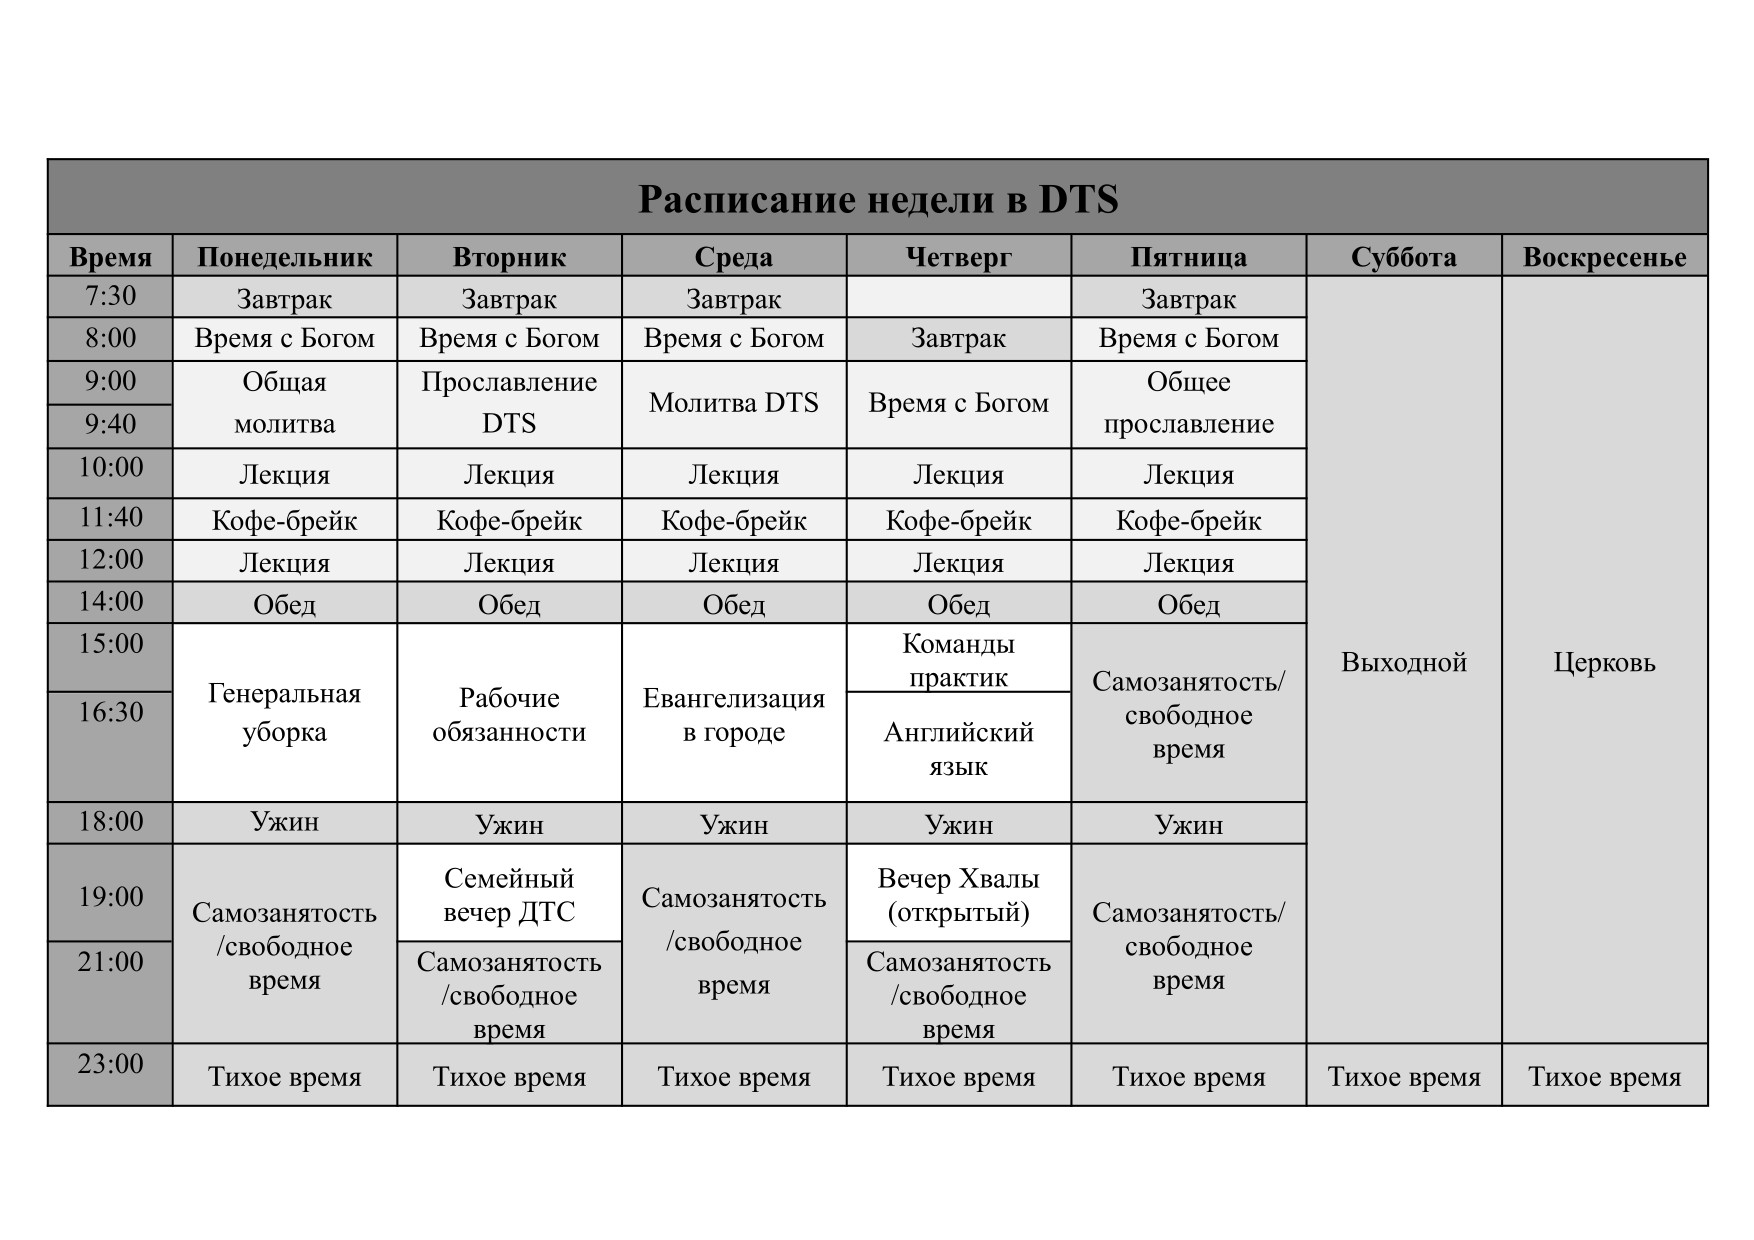 Расписание недели в DTS
Время Понедельник Вторник Среда Четверг Пятница Суббота Воскресенье
7:30 Завтрак Завтрак Завтрак Завтрак
8:00 Время с Богом Время с Богом Время с Богом Завтрак Время с Богом
9:00 Общая Прославление Общее
Молитва DTS Время с Богом
9:40 молитва DTS прославление
10:00 Лекция Лекция Лекция Лекция Лекция
11:40 Кофе-брейк Кофе-брейк Кофе-брейк Кофе-брейк Кофе-брейк
12:00 Лекция Лекция Лекция Лекция Лекция
14:00 Обед Обед Обед Обед Обед
15:00
Генеральная
уборка
Рабочие
обязанности
Евангелизация
в городе
Команды
практик
Самозанятость/
свободное
время
Выходной
Церковь
16:30
Английский
язык
18:00 Ужин Ужин Ужин Ужин Ужин
19:00
Самозанятость
/свободное
время
Семейный
вечер ДТС
Самозанятость
/свободное
время
Вечер Хвалы
(открытый)
Самозанятость/
свободное
время
21:00
Самозанятость
/свободное
время
Самозанятость
/свободное
время
23:00 Тихое время Тихое время Тихое время Тихое время Тихое время Тихое время Тихое время